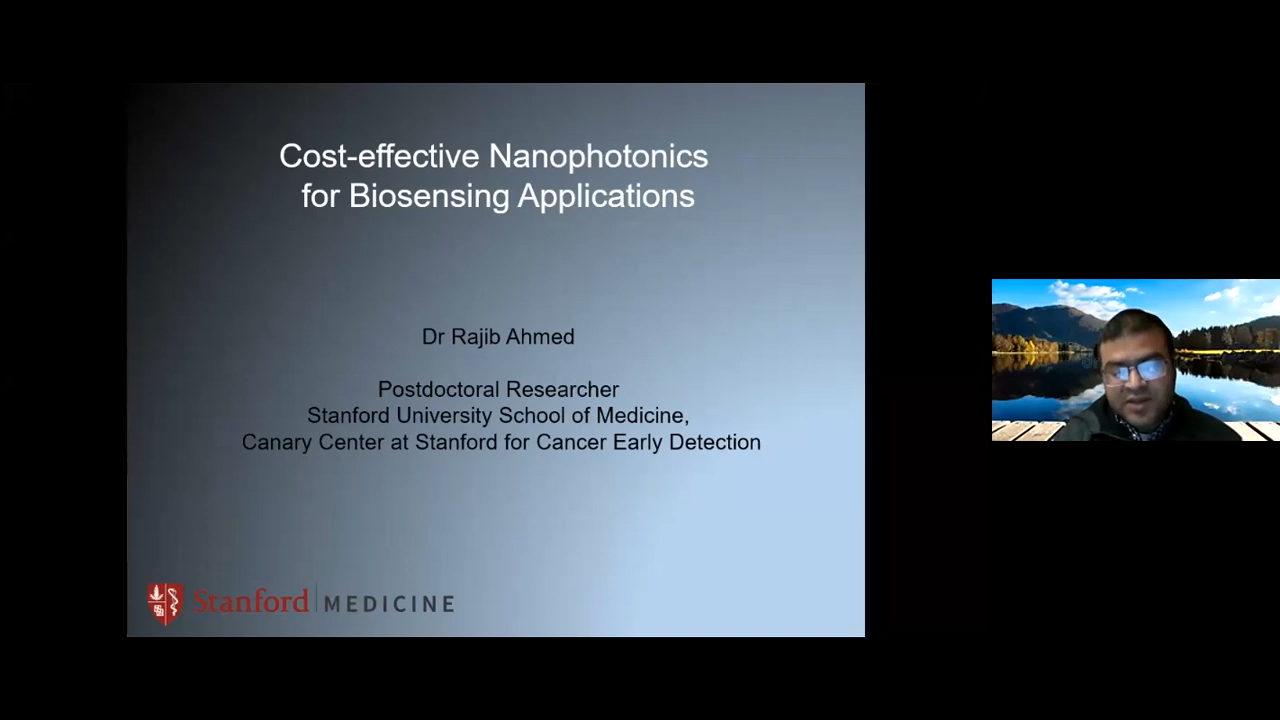 Cost-effective Nanophotonics
for Biosensing Applications
Dr Rajib Ahmed
Postdoctoral Researcher
Stanford University School of Medicine,
Canary Center at Stanford for Cancer Early Detection
Stanford MEDICINE